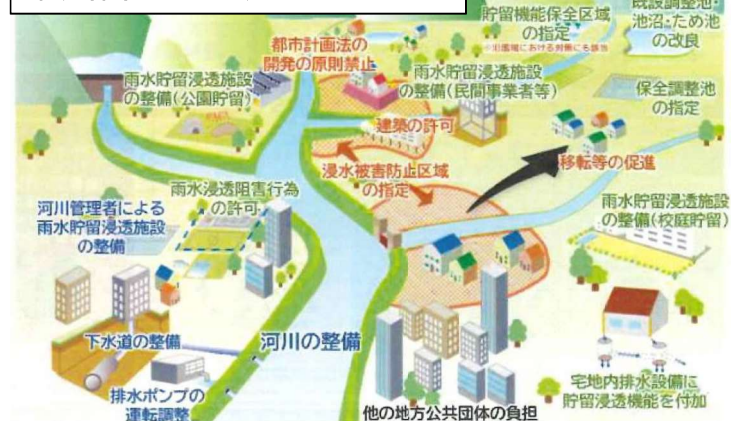 貯留機能保全区域
の指定
既設調整池・
池沼・ため池
の改良
都市計画法の
開発の原則禁止
雨水貯留浸透施設
の整備(公園貯留)
雨水貯留浸透施設
の整備(民間事業者等)
保全調整池
の指定
建築の許可
浸水被害防止区域
の指定
移転等の促進
雨水浸透阻害行為
の許可
河川管理者による
雨水貯留浸透施設
の整備
雨水貯留浸透施設
の整備(校庭貯留)
下水道の整備
河川の整備
排水ポンプの
運転調整
宅地内排水設備に
貯留浸透機能を付加
他の地方公共団体の負担